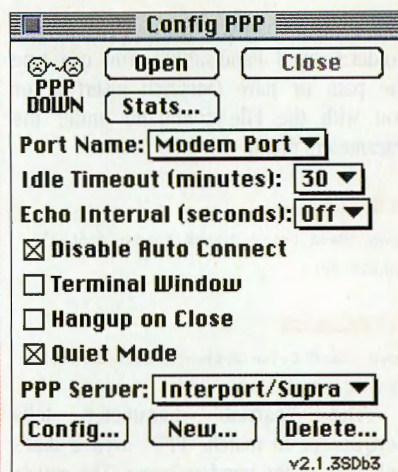 Config PPP
Open Close
PPP
DOWN
Stats...
Port Name: Modem Port
Idle Timeout (minutes): 30
Echo Interval (seconds): Off
Disable Auto Connect
Terminal Window
Hangup on Close
Quiet Mode
PPP Server: Interport/Supra
Config... New... Delete...
v2.1.3SDb3